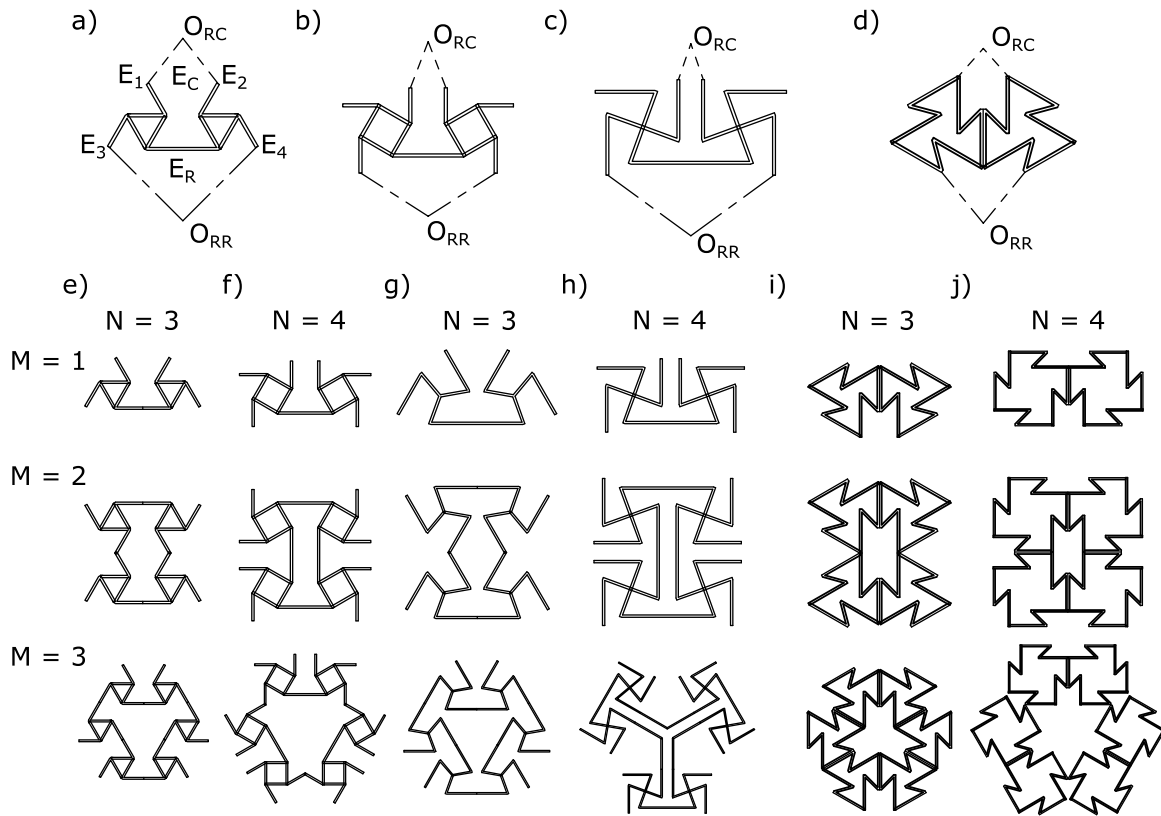 a) b) c) d)
O_RC O_RC O_RC O_RC
E_1 E_C E_2
E_3 E_R E_4
O_RR O_RR O_RR O_RR
e) f) g) h) i) j)
N = 3 N = 4 N = 3 N = 4 N = 3 N = 4
M = 1
M = 2
M = 3